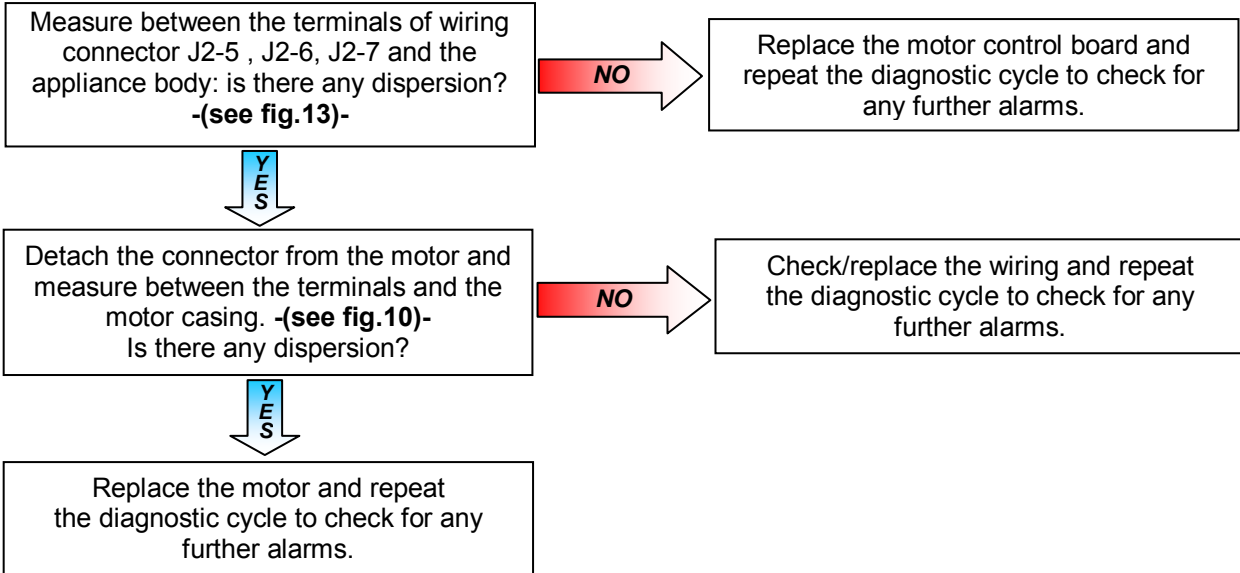 Measure between the terminals of wiring
connector J2-5 , J2-6, J2-7 and the
appliance body: is there any dispersion?
-(see fig.13)-
NO
Replace the motor control board and
repeat the diagnostic cycle to check for
any further alarms.
YES
Detach the connector from the motor and
measure between the terminals and the
motor casing. -(see fig.10)-
Is there any dispersion?
NO
Check/replace the wiring and repeat
the diagnostic cycle to check for any
further alarms.
YES
Replace the motor and repeat
the diagnostic cycle to check for any
further alarms.